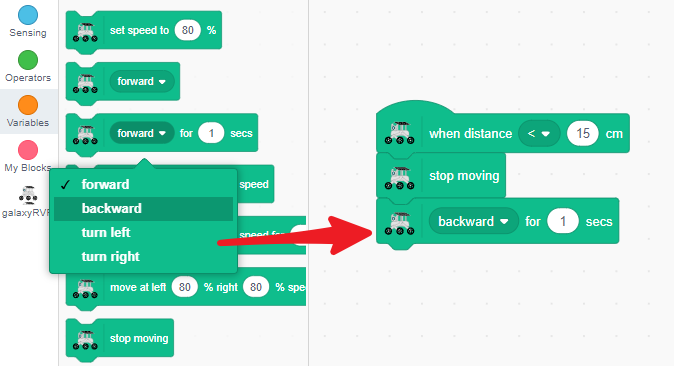 Sensing
Operators
Variables
My Blocks
galaxyRVR
set speed to 80 %
forward
forward for 1 secs
✓ forward
backward
turn left
turn right
speed
speed for
move at left 80 % right 80 % spee
stop moving
when distance < 15 cm
stop moving
backward for 1 secs